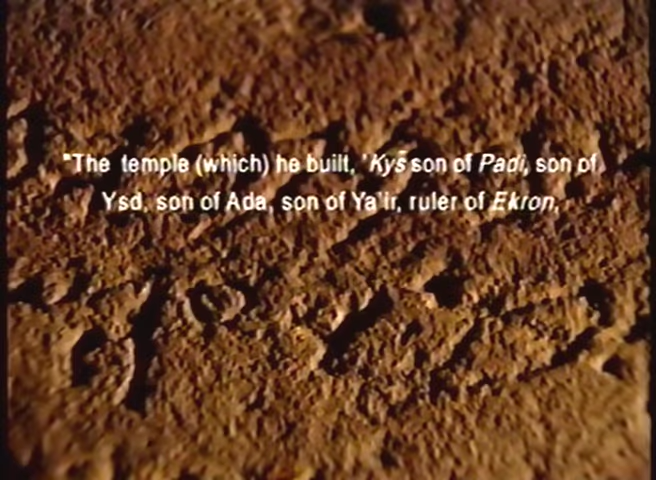 "The temple (which) he built, 'Kyš son of Padi, son of
Ysd, son of Ada, son of Ya'ir, ruler of Ekron,